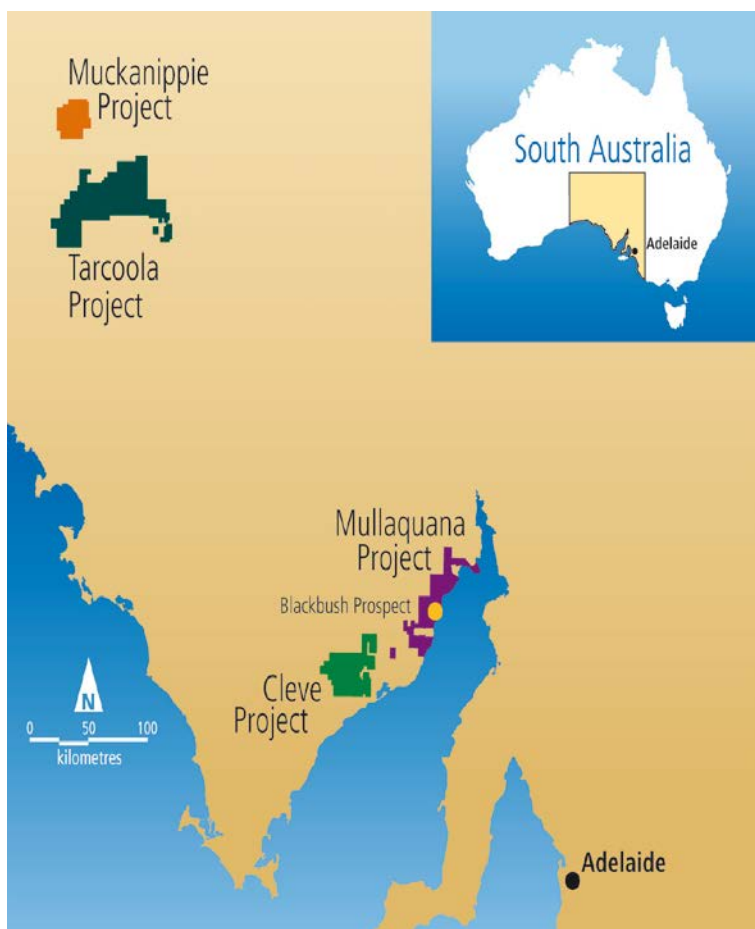 Muckanippie
Project
Tarcoola
Project
South Australia
Adelaide
Mullaquana
Project
Blackbush Prospect
Cleve
Project
N
0 50 100
kilometres
Adelaide